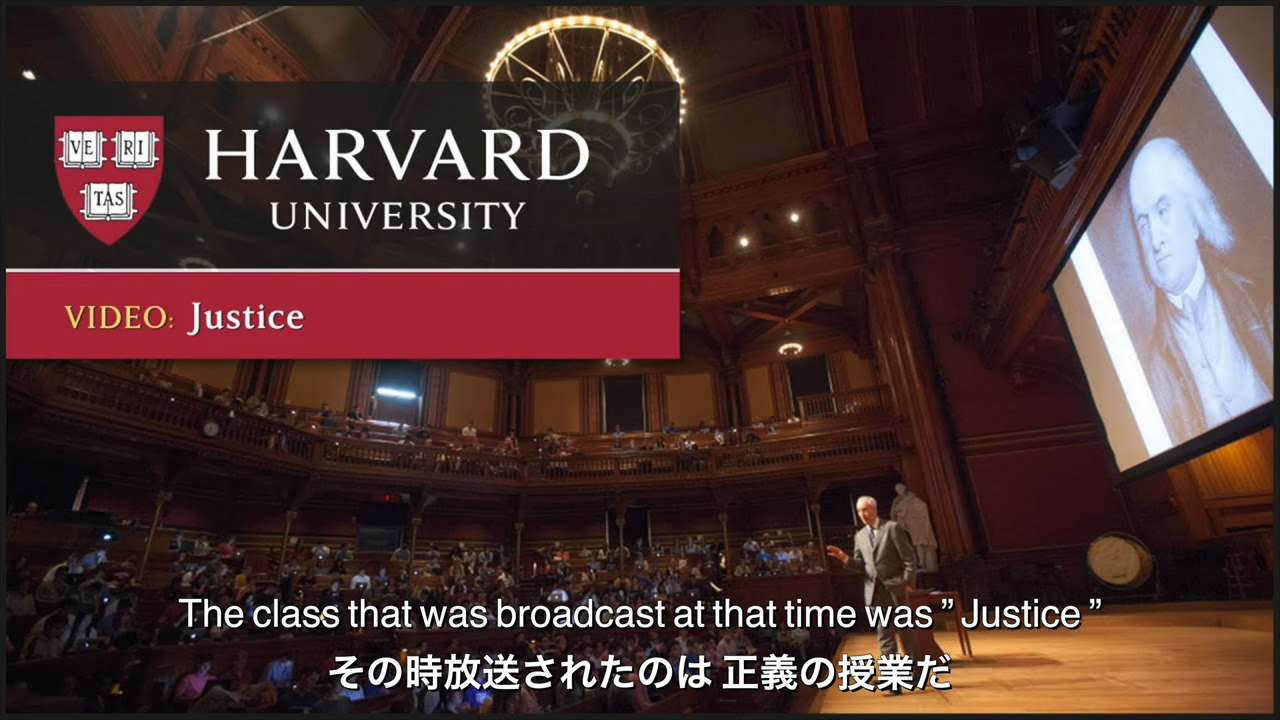 VE RI
TAS
HARVARD
UNIVERSITY
VIDEO: Justice
The class that was broadcast at that time was ” Justice ”
その時放送されたのは 正義の授業だ